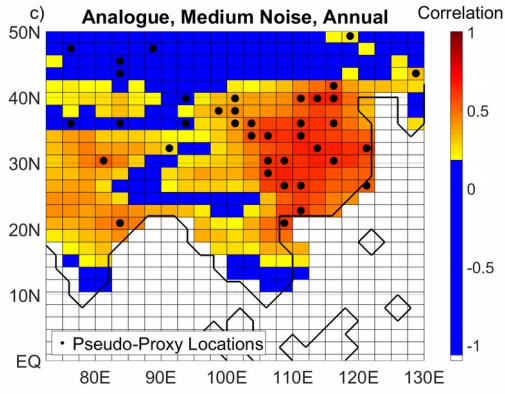 c) Analogue, Medium Noise, Annual Correlation
50N
40N
30N
20N
10N
EQ
80E 90E 100E 110E 120E 130E
• Pseudo-Proxy Locations
1
0.5
0
-0.5
-1